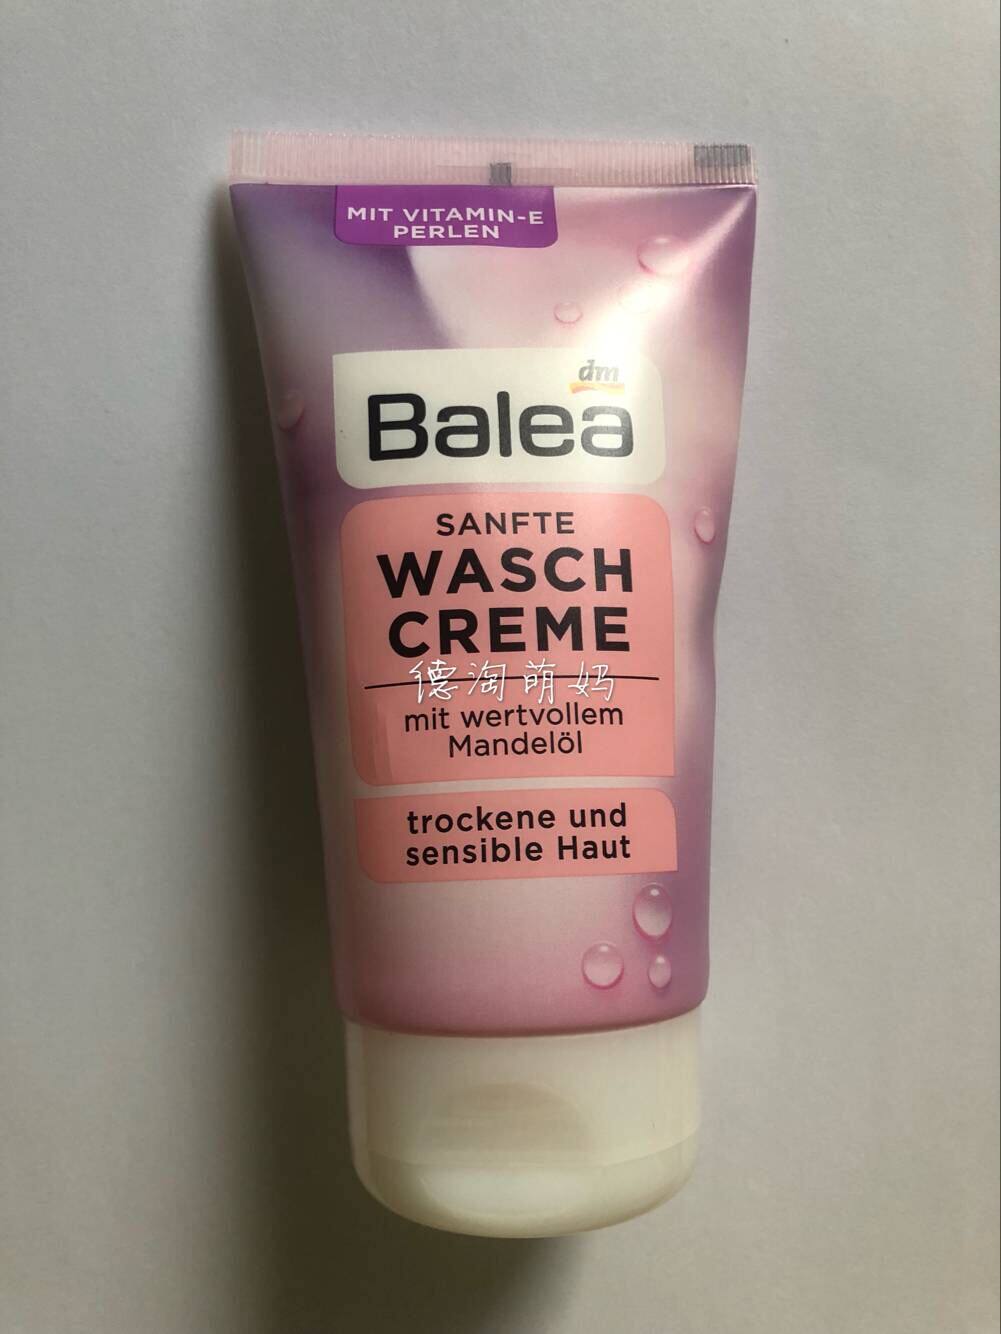 MIT VITAMIN-E
PERLEN
dm
Balea
SANFTE
WASCH
CREME
德淘萌妈
mit wertvollem
Mandelöl
trockene und
sensible Haut